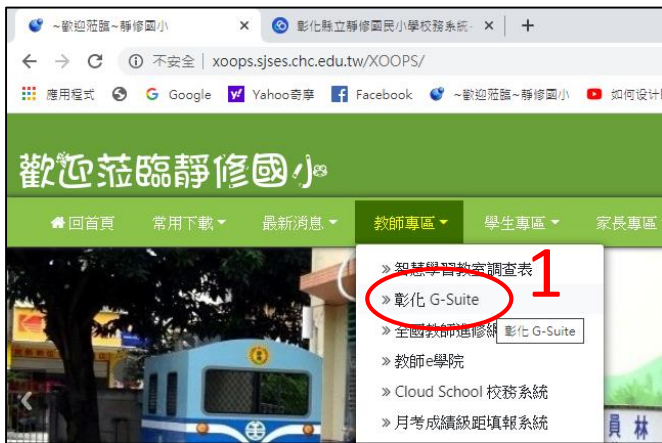 ~歡迎蒞臨~靜修國小
彰化縣立靜修國民小學校務系統-
不安全 | xoops.sjses.chc.edu.tw/XOOPS/
應用程式 Google Yahoo奇摩 Facebook ~歡迎蒞臨~靜修國小 如何设计
歡迎蒞臨靜修國小
回首頁 常用下載 最新消息 教師專區 學生專區 家長專區
» 智慧學習教室調查表
1
» 彰化 G-Suite
» 全國教師進修網
彰化 G-Suite
» 教師e學院
» Cloud School 校務系統
» 月考成績級距填報系統
員林